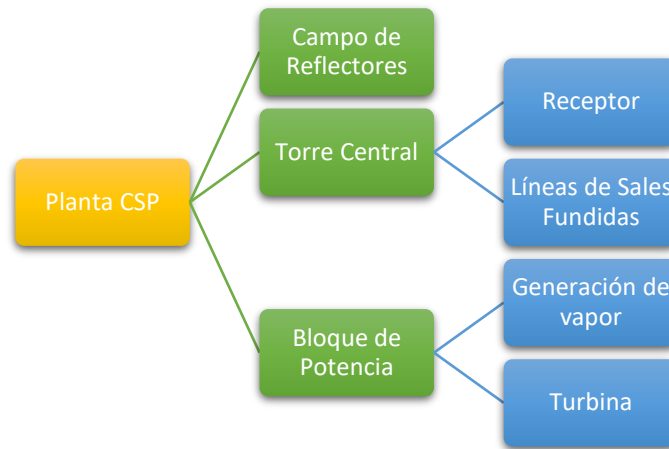 Planta CSP
Campo de
Reflectores
Torre Central
Receptor
Líneas de Sales
Fundidas
Bloque de
Potencia
Generación de
vapor
Turbina